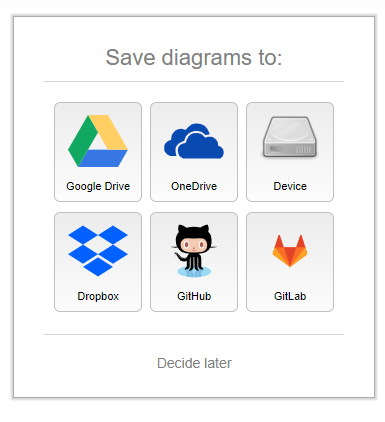 Save diagrams to:
Google Drive
OneDrive
Device
Dropbox
GitHub
GitLab
Decide later